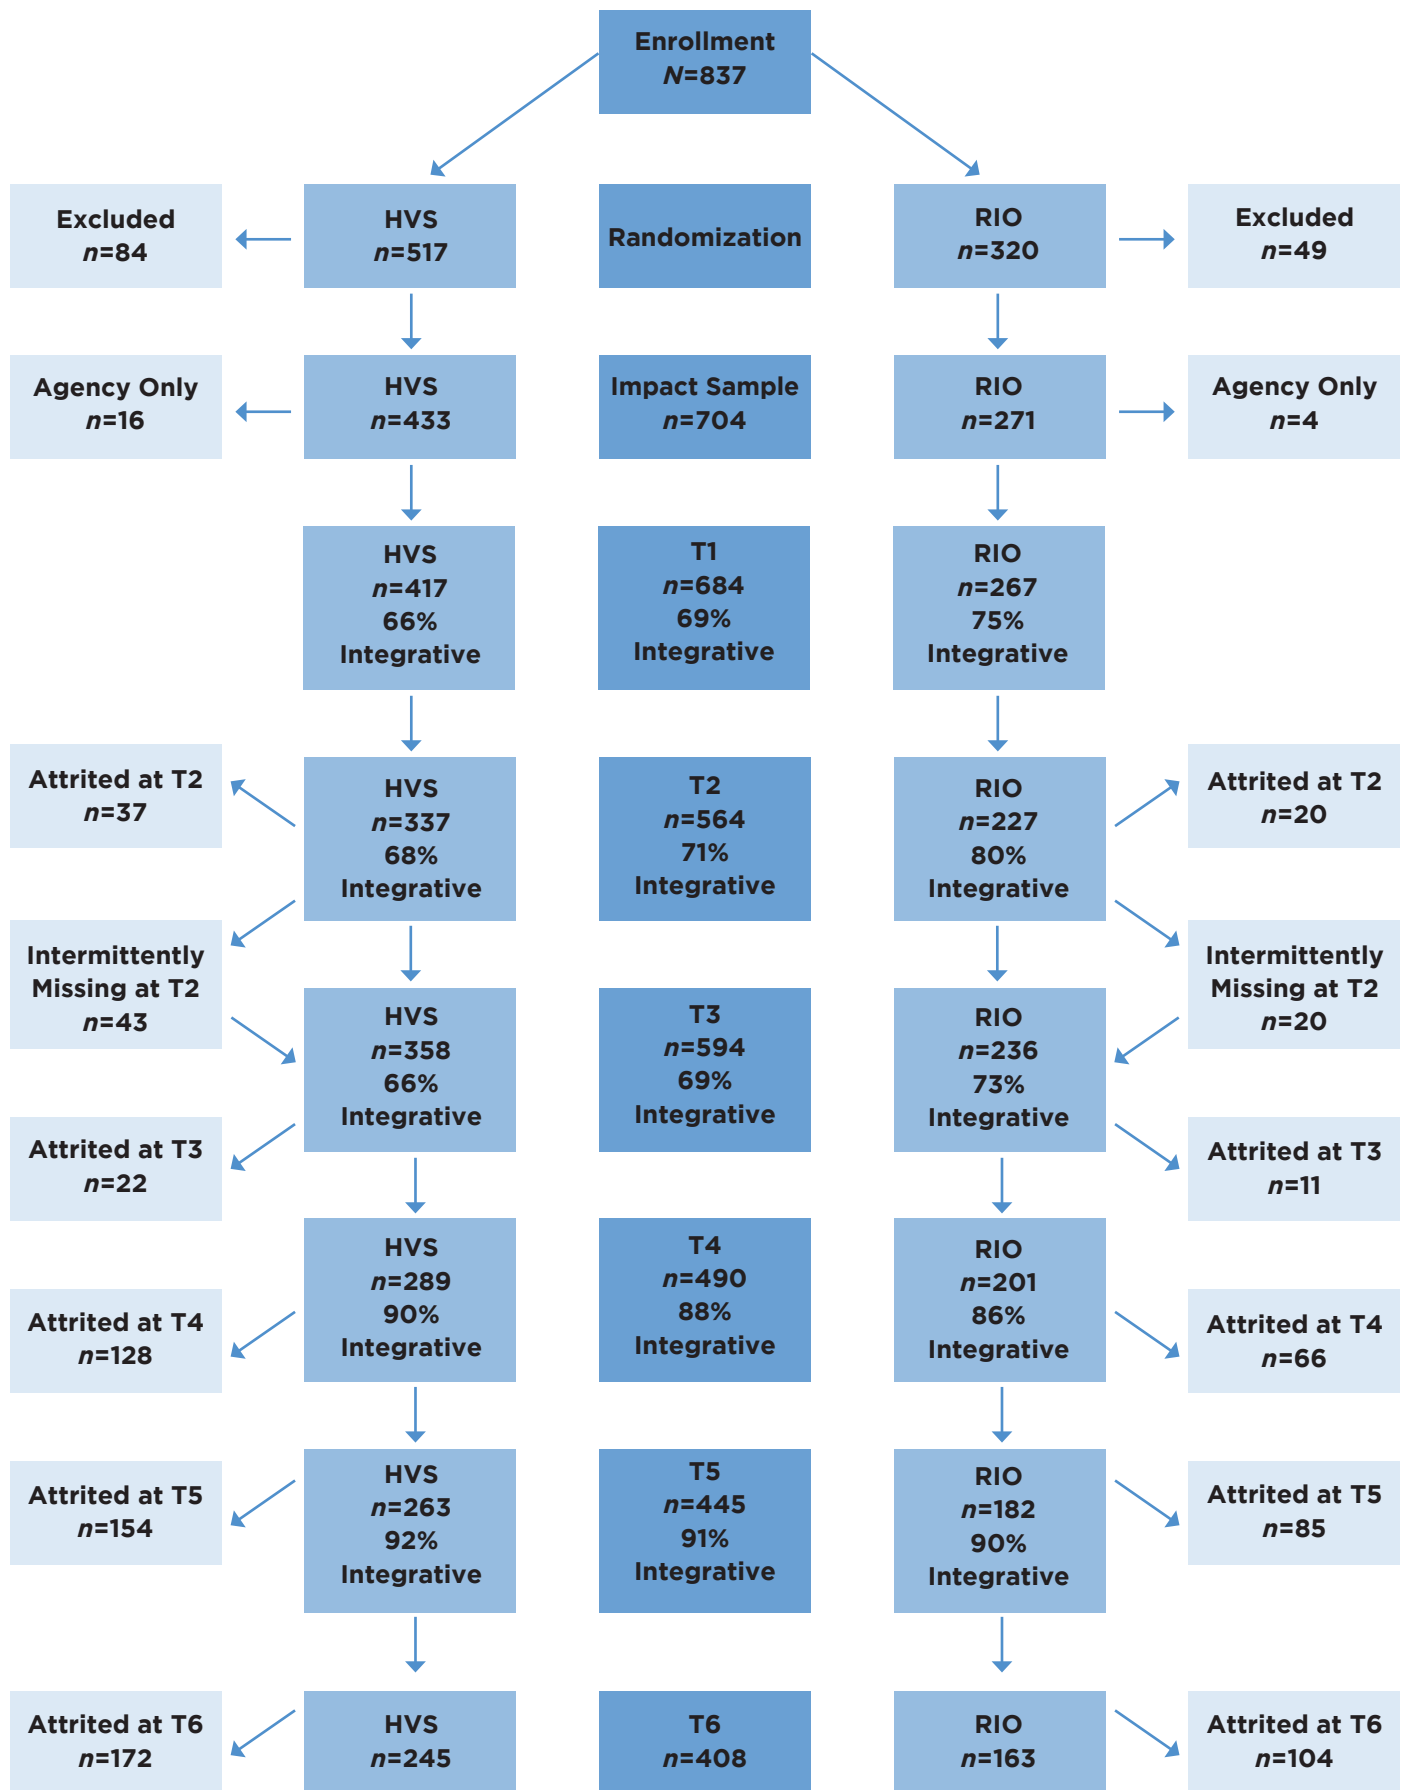 Enrollment
N=837
Excluded
n=84
HVS
n=517
Randomization
RIO
n=320
Excluded
n=49
Agency Only
n=16
HVS
n=433
Impact Sample
n=704
RIO
n=271
Agency Only
n=4
HVS
n=417
66%
Integrative
T1
n=684
69%
Integrative
RIO
n=267
75%
Integrative
Attrited at T2
n=37
HVS
n=337
68%
Integrative
T2
n=564
71%
Integrative
RIO
n=227
80%
Integrative
Attrited at T2
n=20
Intermittently
Missing at T2
n=43
Intermittently
Missing at T2
n=20
HVS
n=358
66%
Integrative
T3
n=594
69%
Integrative
RIO
n=236
73%
Integrative
Attrited at T3
n=22
Attrited at T3
n=11
HVS
n=289
90%
Integrative
T4
n=490
88%
Integrative
RIO
n=201
86%
Integrative
Attrited at T4
n=128
Attrited at T4
n=66
HVS
n=263
92%
Integrative
T5
n=445
91%
Integrative
RIO
n=182
90%
Integrative
Attrited at T5
n=154
Attrited at T5
n=85
Attrited at T6
n=172
HVS
n=245
T6
n=408
RIO
n=163
Attrited at T6
n=104